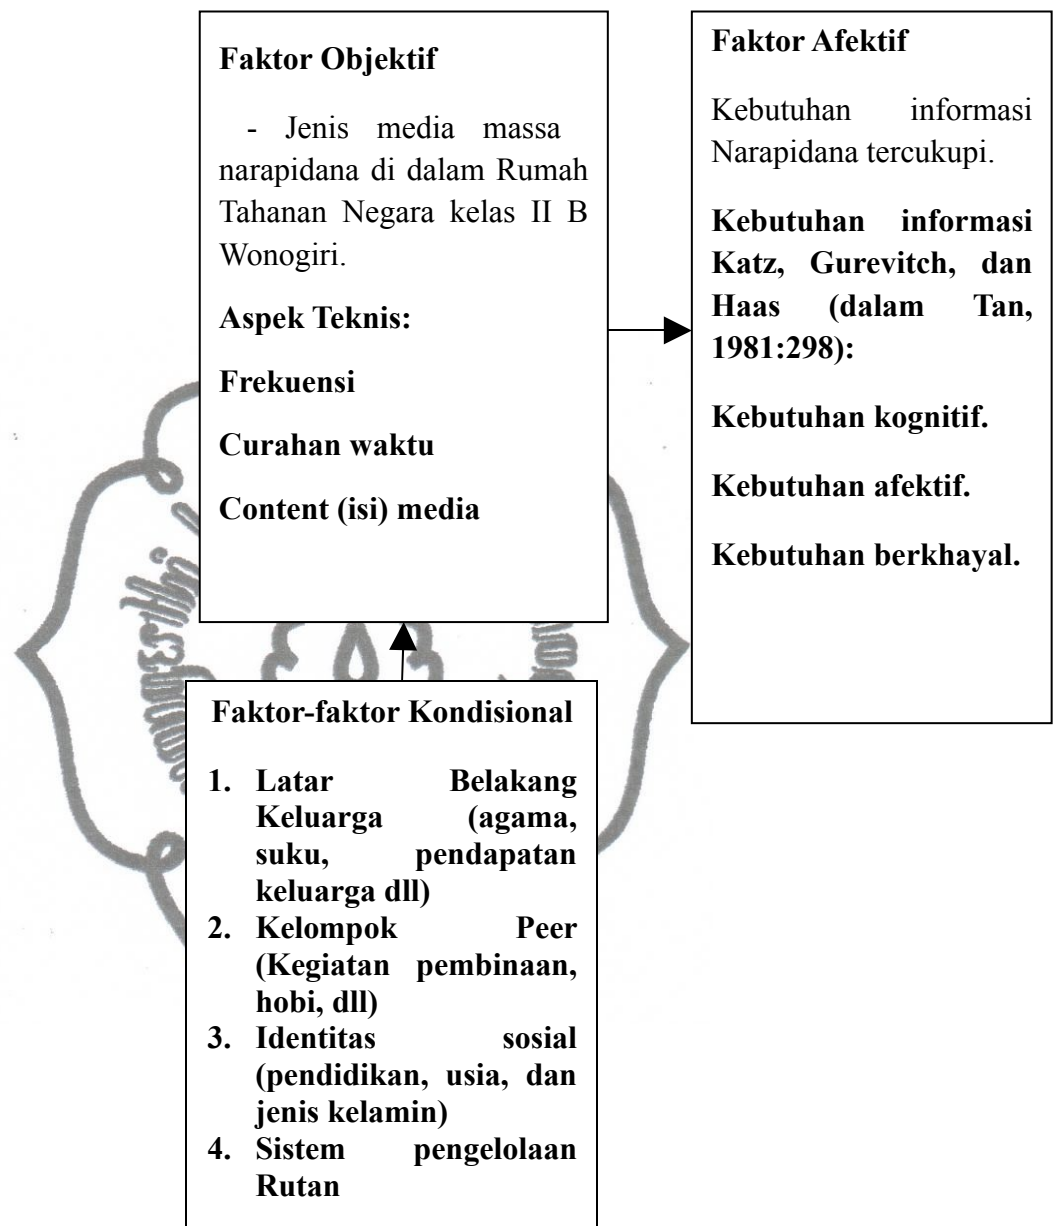 Faktor Objektif
- Jenis media massa
narapidana di dalam Rumah
Tahanan Negara kelas II B
Wonogiri.
Aspek Teknis:
Frekuensi
Curahan waktu
Content (isi) media
Faktor Afektif
Kebutuhan informasi
Narapidana tercukupi.
Kebutuhan informasi
Katz, Gurevitch, dan
Haas (dalam Tan,
1981:298):
Kebutuhan kognitif.
Kebutuhan afektif.
Kebutuhan berkhayal.
Faktor-faktor Kondisional
1. Latar Belakang
Keluarga (agama,
suku, pendapatan
keluarga dll)
2. Kelompok Peer
(Kegiatan pembinaan,
hobi, dll)
3. Identitas sosial
(pendidikan, usia, dan
jenis kelamin)
4. Sistem pengelolaan
Rutan